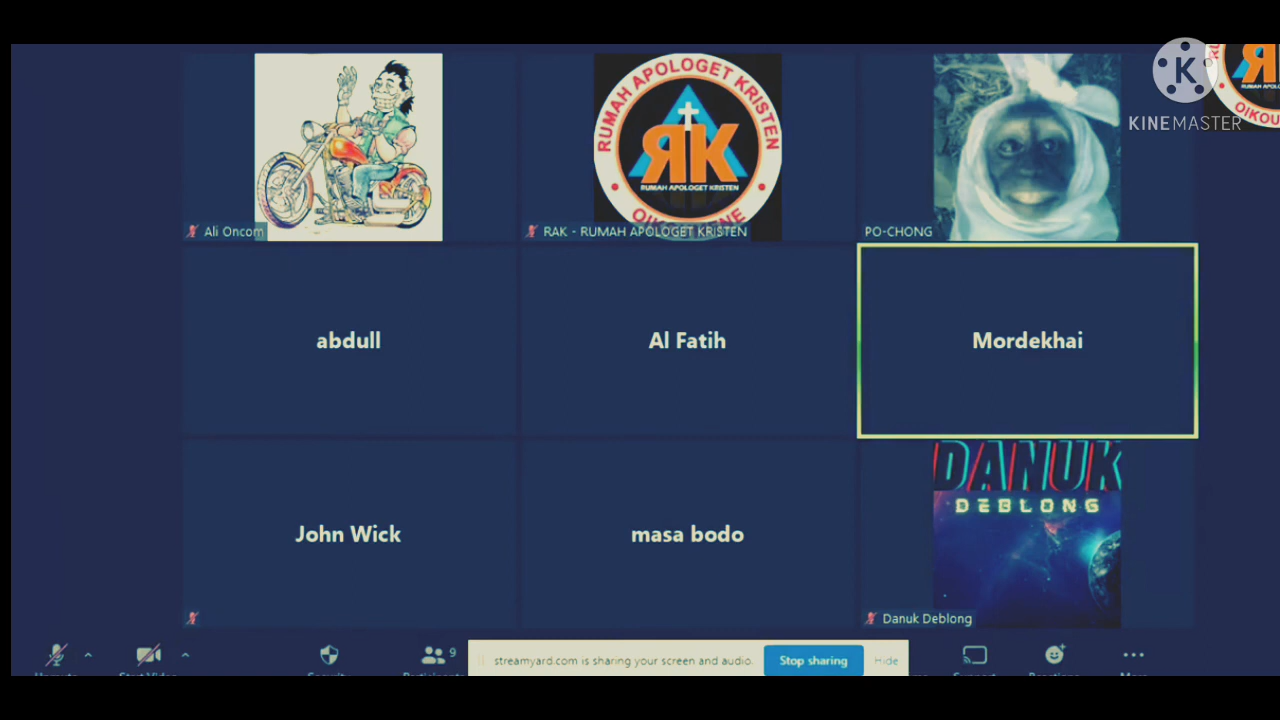 RUMAH APOLOGET KRISTEN
RK
RUMAH APOLOGET KRISTEN
K
KINEMASTER
Ali Oncom
RAK - RUMAH APOLOGET KRISTEN
PO-CHONG
abdull
Al Fatih
Mordekhai
John Wick
masa bodo
DANUK
DEBLONG
Danuk Deblong
9
streamyard.com is sharing your screen and audio.
Stop sharing
Hide